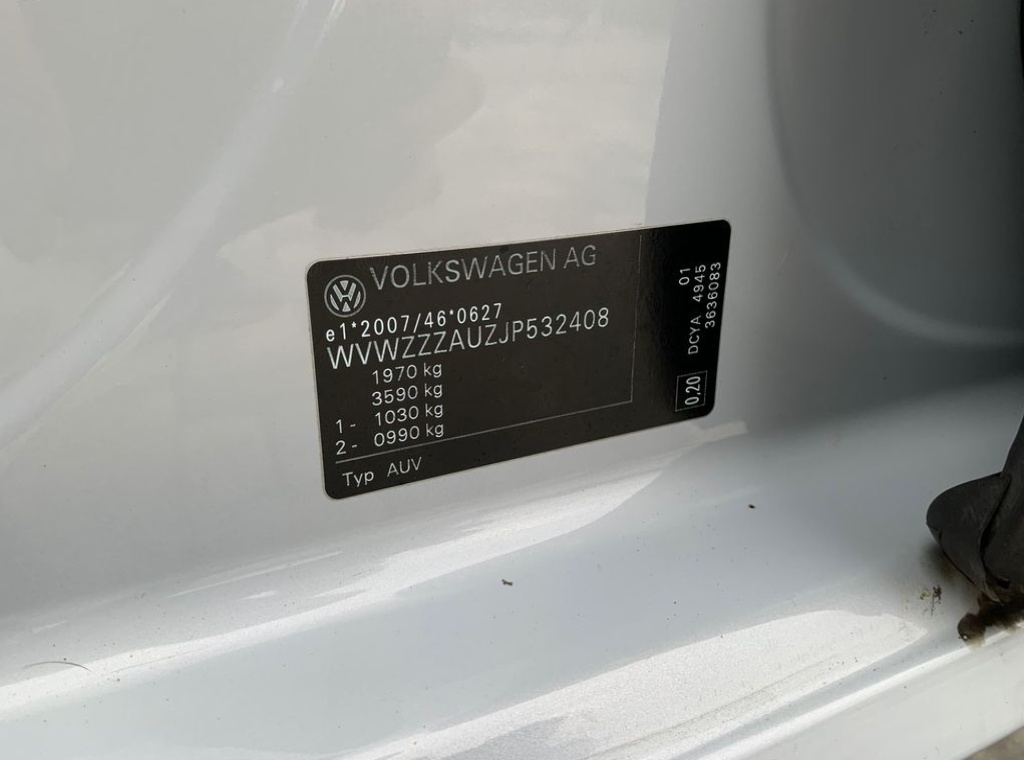 VOLKSWAGEN AG
e1*2007/46*0627
WVWZZZAUZJP532408
1970 kg
3590 kg
1- 1030 kg
2- 0990 kg
Typ AUV
01
DCYA 4945
3636083
0.20